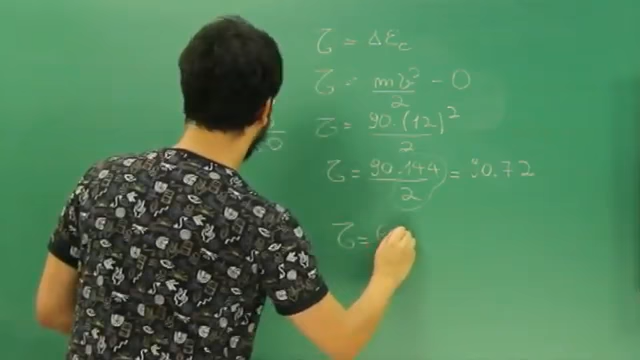 τ = ΔEc
τ = mv²/2 - 0
τ = 90.(12)²/2
τ = 90.144/2 = 90.72
τ =